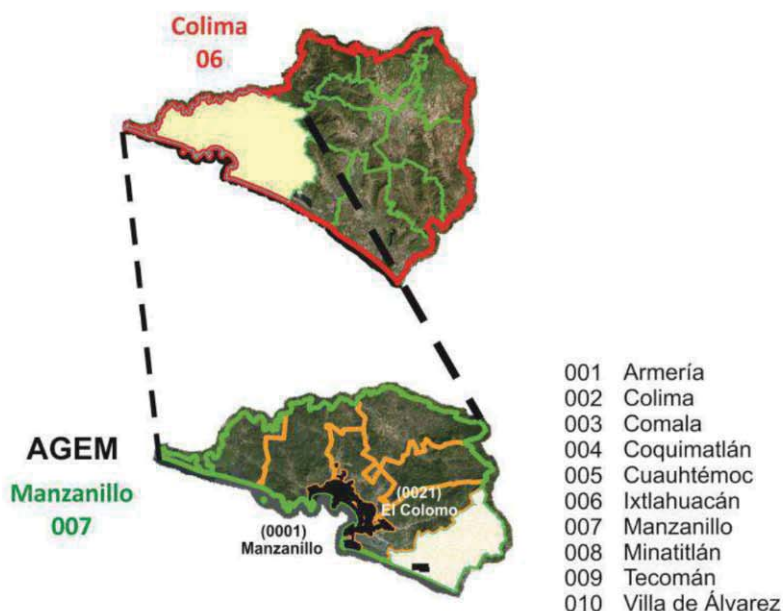 Colima
06
AGEM
Manzanillo
007
(0001)
Manzanillo
(0021)
El Colomo
001 Armería
002 Colima
003 Comala
004 Coquimatlán
005 Cuauhtémoc
006 Ixtlahuacán
007 Manzanillo
008 Minatitlán
009 Tecomán
010 Villa de Álvarez